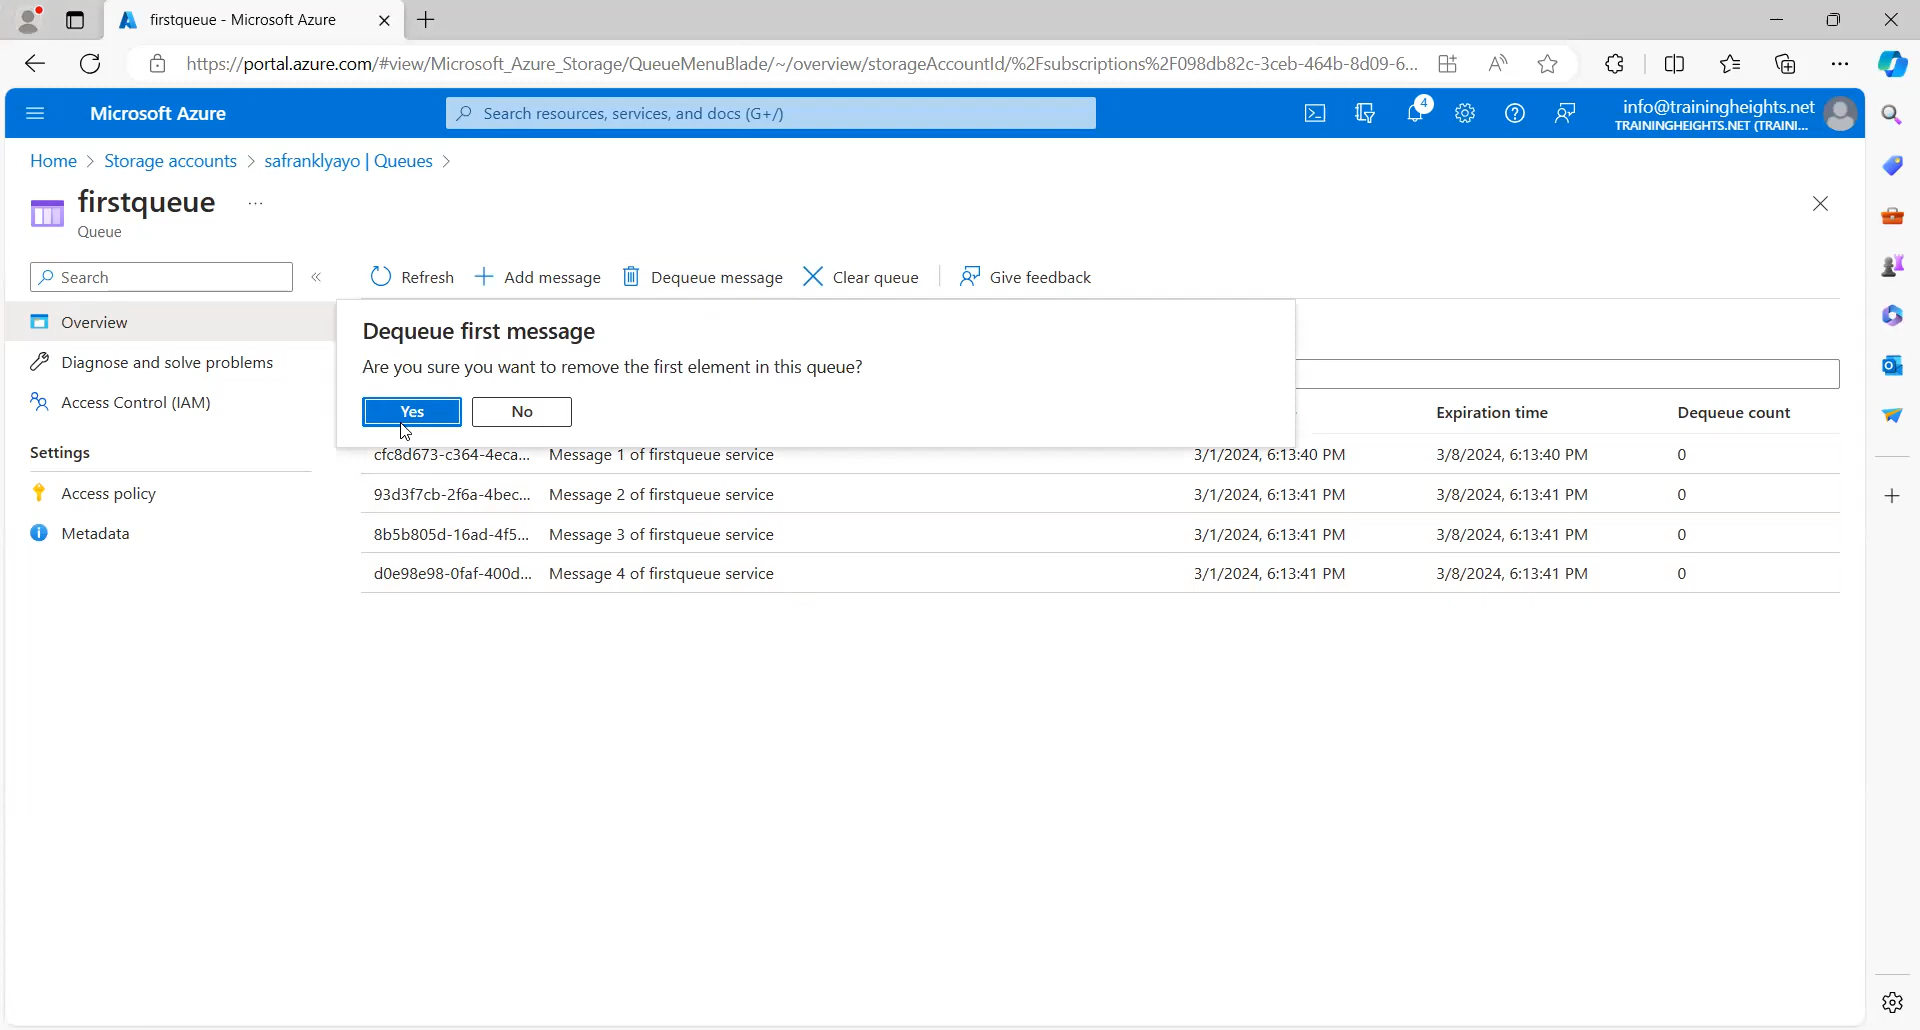 firstqueue - Microsoft Azure
https://portal.azure.com/#view/Microsoft_Azure_Storage/QueueMenuBlade/~/overview/storageAccountId/%2Fsubscriptions%2F098db82c-3ceb-464b-8d09-6...
Microsoft Azure
Search resources, services, and docs (G+/)
4
info@trainingheights.net
TRAININGHEIGHTS.NET (TRAINI...
Home > Storage accounts > safranklyayo | Queues >
firstqueue ...
Queue
Search
«
Refresh
Add message
Dequeue message
Clear queue
Give feedback
Overview
Diagnose and solve problems
Access Control (IAM)
Settings
Access policy
Metadata
Dequeue first message
Are you sure you want to remove the first element in this queue?
Yes
No
Expiration time Dequeue count
cfc8d673-c364-4eca... Message 1 of firstqueue service 3/1/2024, 6:13:40 PM 3/8/2024, 6:13:40 PM 0
93d3f7cb-2f6a-4bec... Message 2 of firstqueue service 3/1/2024, 6:13:41 PM 3/8/2024, 6:13:41 PM 0
8b5b805d-16ad-4f5... Message 3 of firstqueue service 3/1/2024, 6:13:41 PM 3/8/2024, 6:13:41 PM 0
d0e98e98-0faf-400d... Message 4 of firstqueue service 3/1/2024, 6:13:41 PM 3/8/2024, 6:13:41 PM 0